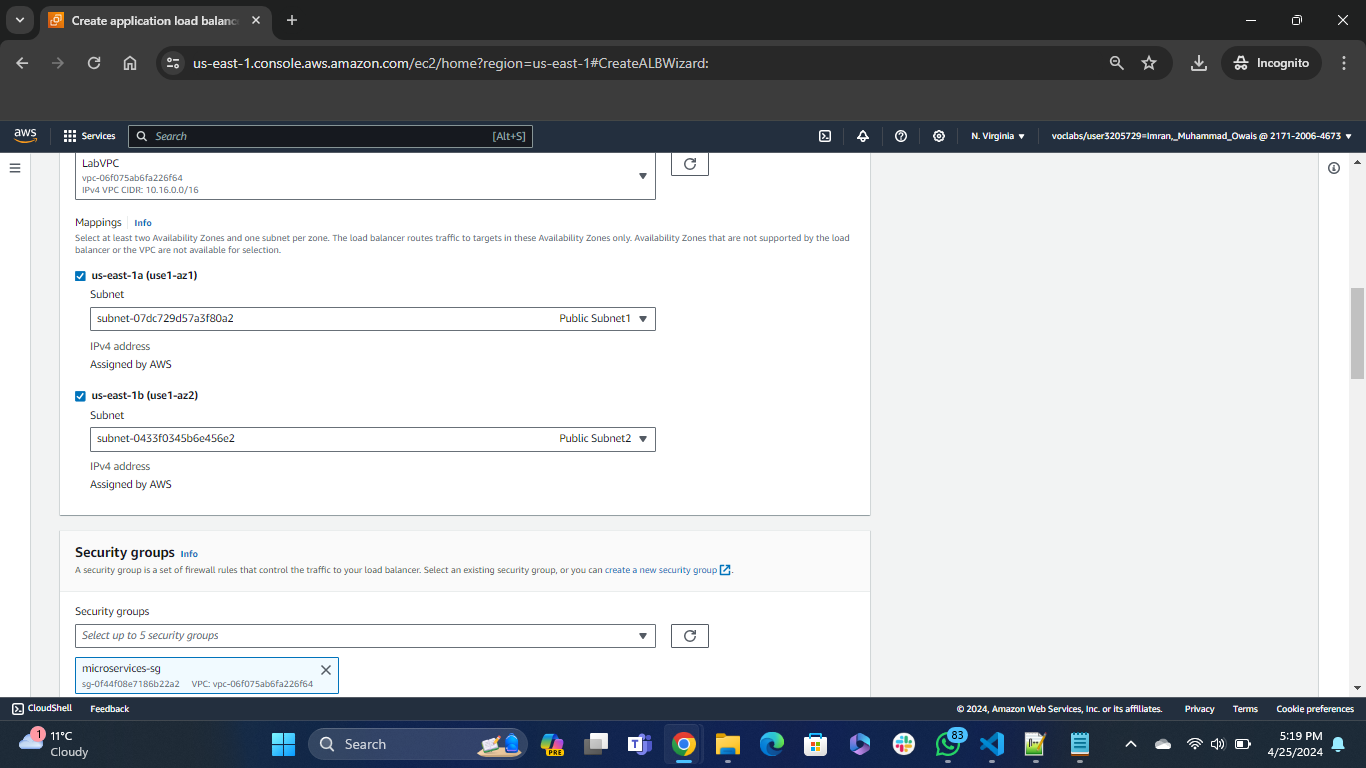 Create application load balanc
us-east-1.console.aws.amazon.com/ec2/home?region=us-east-1#CreateALBWizard:
Incognito
aws
Services
Search
[Alt+S]
N. Virginia
voclabs/user3205729=Imran,_Muhammad_Owais @ 2171-2006-4673
LabVPC
vpc-06f075ab6fa226f64
IPv4 VPC CIDR: 10.16.0.0/16
Mappings Info
Select at least two Availability Zones and one subnet per zone. The load balancer routes traffic to targets in these Availability Zones only. Availability Zones that are not supported by the load
balancer or the VPC are not available for selection.
us-east-1a (use1-az1)
Subnet
subnet-07dc729d57a3f80a2 Public Subnet1
IPv4 address
Assigned by AWS
us-east-1b (use1-az2)
Subnet
subnet-0433f0345b6e456e2 Public Subnet2
IPv4 address
Assigned by AWS
Security groups Info
A security group is a set of firewall rules that control the traffic to your load balancer. Select an existing security group, or you can create a new security group .
Security groups
Select up to 5 security groups
microservices-sg
sg-0f44f08e7186b22a2 VPC: vpc-06f075ab6fa226f64
CloudShell Feedback © 2024, Amazon Web Services, Inc. or its affiliates. Privacy Terms Cookie preferences
1
11°C
Cloudy
Search
PRE
83
5:19 PM
4/25/2024